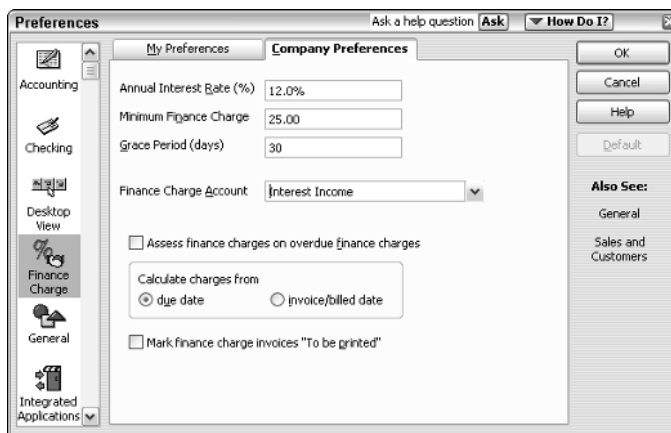 Preferences
Ask a help question Ask How Do I?
My Preferences Company Preferences
Accounting
Checking
Desktop
View
Finance
Charge
General
Integrated
Applications
Annual Interest Rate (%) 12.0%
Minimum Finance Charge 25.00
Grace Period (days) 30
Finance Charge Account Interest Income
Assess finance charges on overdue finance charges
Calculate charges from
due date invoice/billed date
Mark finance charge invoices "To be printed"
OK
Cancel
Help
Default
Also See:
General
Sales and
Customers